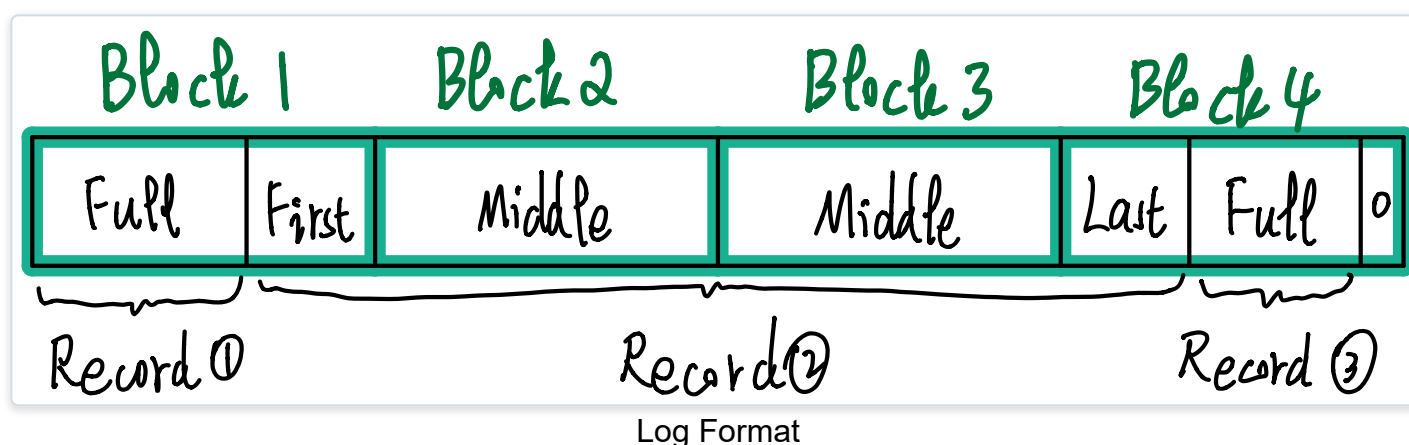 Block 1 Block 2 Block 3 Block 4
Full First Middle Middle Last Full 0
Record ① Record ② Record ③
Log Format